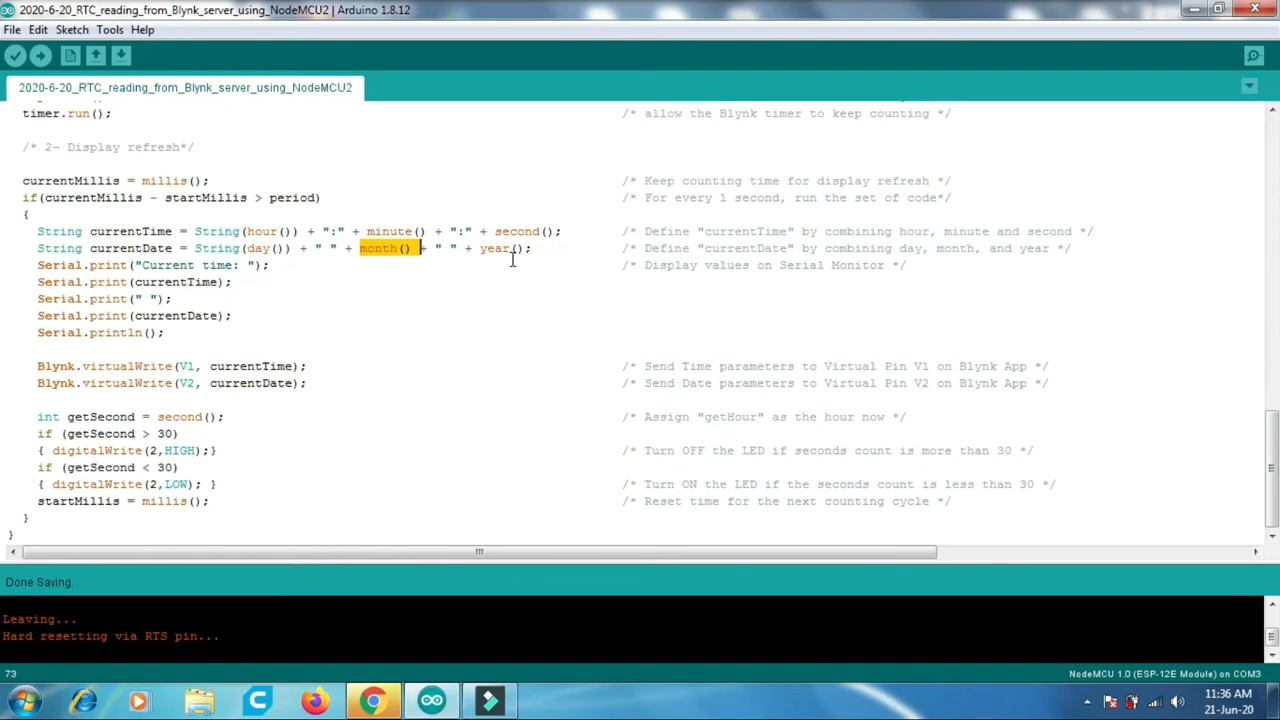 2020-6-20_RTC_reading_from_Blynk_server_using_NodeMCU2 | Arduino 1.8.12
File Edit Sketch Tools Help
2020-6-20_RTC_reading_from_Blynk_server_using_NodeMCU2
timer.run(); /* allow the Blynk timer to keep counting */
/* 2- Display refresh*/
currentMillis = millis(); /* Keep counting time for display refresh */
if(currentMillis - startMillis > period) /* For every 1 second, run the set of code*/
{
String currentTime = String(hour()) + ":" + minute() + ":" + second(); /* Define "currentTime" by combining hour, minute and second */
String currentDate = String(day()) + " " + month() + " " + year(); /* Define "currentDate" by combining day, month, and year */
Serial.print("Current time: "); /* Display values on Serial Monitor */
Serial.print(currentTime);
Serial.print(" ");
Serial.print(currentDate);
Serial.println();
Blynk.virtualWrite(V1, currentTime); /* Send Time parameters to Virtual Pin V1 on Blynk App */
Blynk.virtualWrite(V2, currentDate); /* Send Date parameters to Virtual Pin V2 on Blynk App */
int getSecond = second(); /* Assign "getHour" as the hour now */
if (getSecond > 30)
{ digitalWrite(2,HIGH);} /* Turn OFF the LED if seconds count is more than 30 */
if (getSecond < 30)
{ digitalWrite(2,LOW); } /* Turn ON the LED if the seconds count is less than 30 */
startMillis = millis(); /* Reset time for the next counting cycle */
}
}
Done Saving.
Leaving...
Hard resetting via RTS pin...
73 NodeMCU 1.0 (ESP-12E Module) on COM3
11:36 AM
21-Jun-20